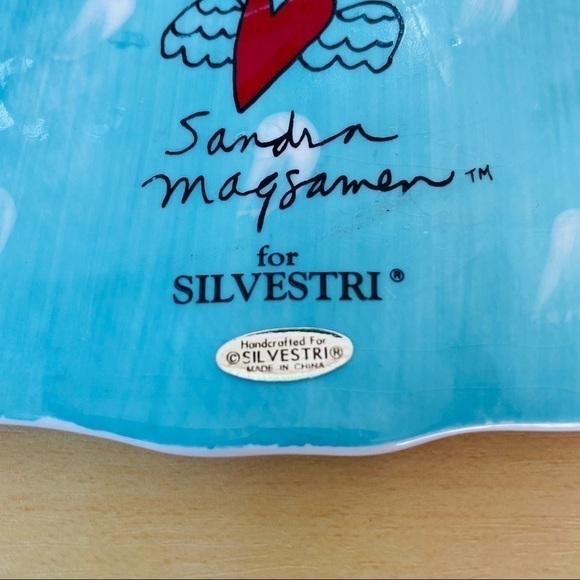 Sandra
Magsamen™
for
SILVESTRI®
Handcrafted For
©SILVESTRI®
MADE IN CHINA